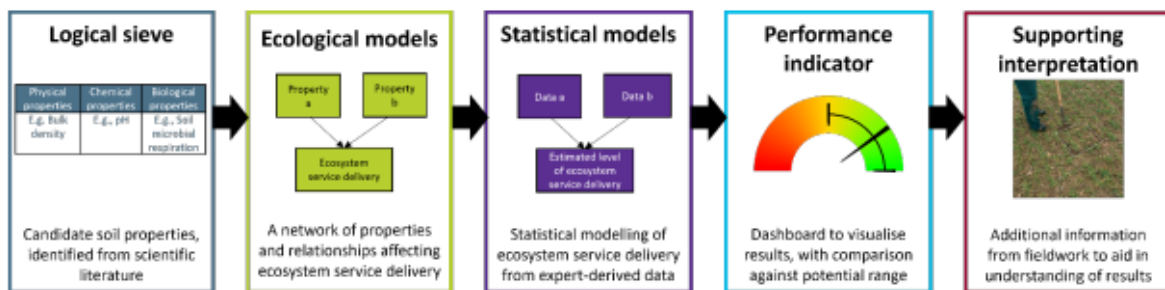 Logical sieve
Physical properties
Chemical properties
Biological properties
E.g. Bulk density
E.g., pH
E.g., Soil microbial respiration
Candidate soil properties,
identified from scientific
literature
Ecological models
Property
a
Property
b
Ecosystem
service delivery
A network of properties
and relationships affecting
ecosystem service delivery
Statistical models
Data a
Data b
Estimated level
of ecosystem
service delivery
Statistical modelling of
ecosystem service delivery
from expert-derived data
Performance
indicator
Dashboard to visualise
results, with comparison
against potential range
Supporting
interpretation
Additional information
from fieldwork to aid in
understanding of results